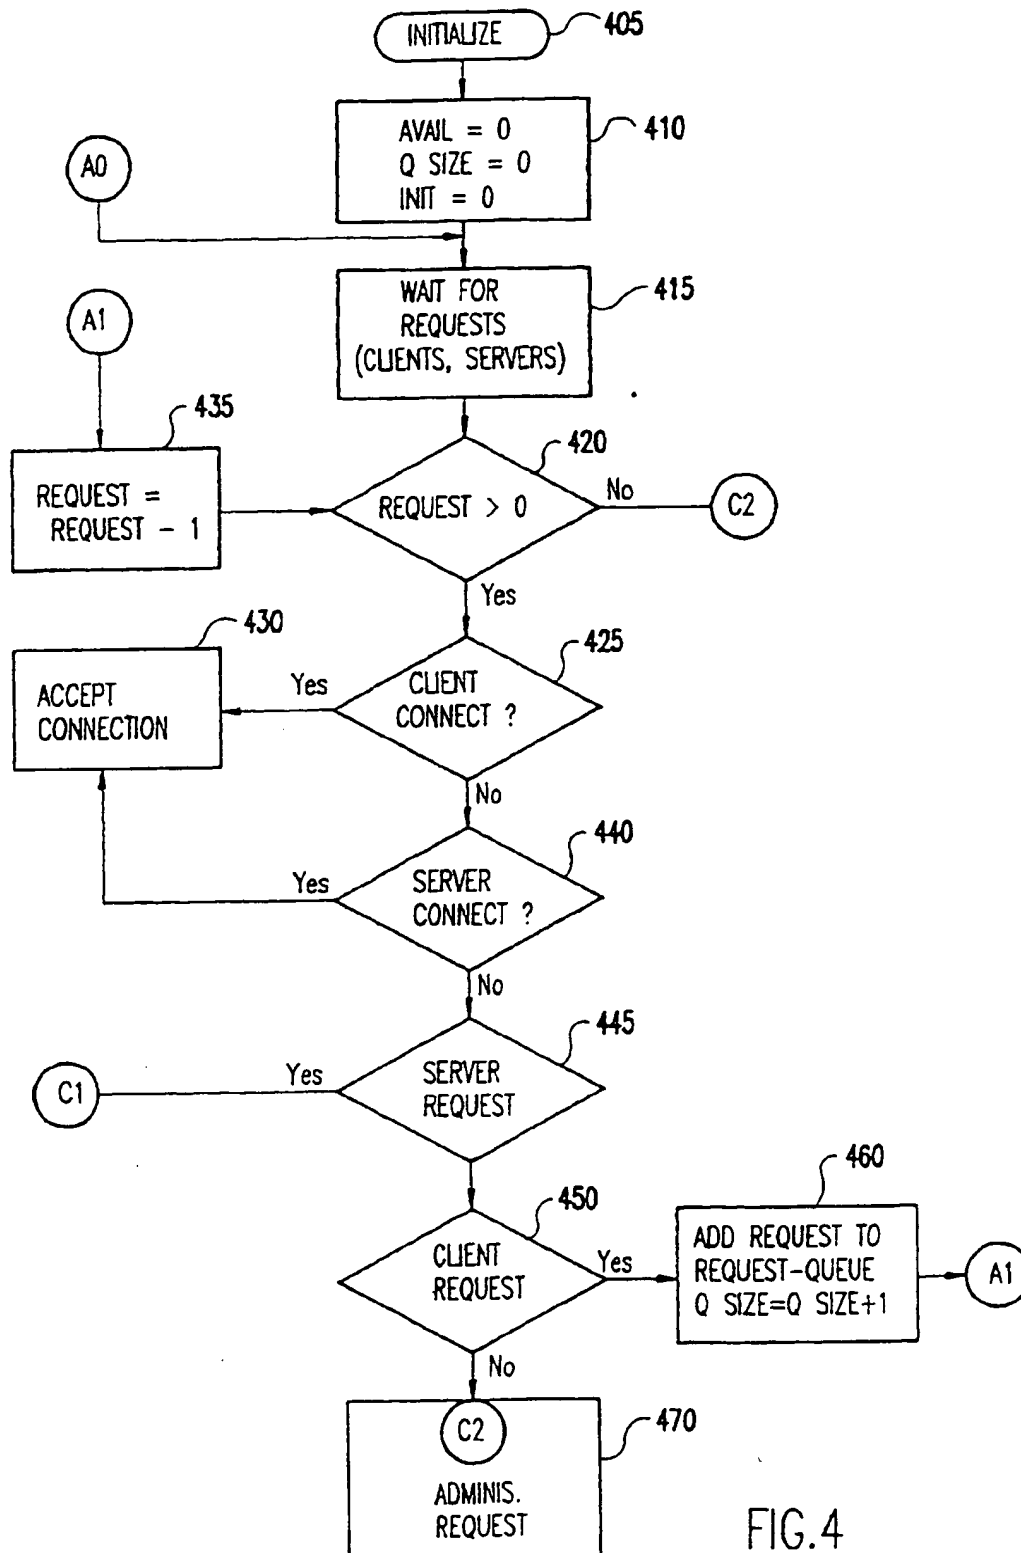 INITIALIZE
405
AVAIL = 0
Q SIZE = 0
INIT = 0
410
A0
WAIT FOR
REQUESTS
(CLIENTS, SERVERS)
415
A1
435
REQUEST =
REQUEST - 1
420
REQUEST > 0
No
C2
Yes
430
ACCEPT
CONNECTION
Yes
425
CLIENT
CONNECT ?
No
440
Yes
SERVER
CONNECT ?
No
445
C1
Yes
SERVER
REQUEST
450
CLIENT
REQUEST
Yes
460
ADD REQUEST TO
REQUEST-QUEUE
Q SIZE=Q SIZE+1
A1
No
C2
470
ADMINIS.
REQUEST
FIG.4